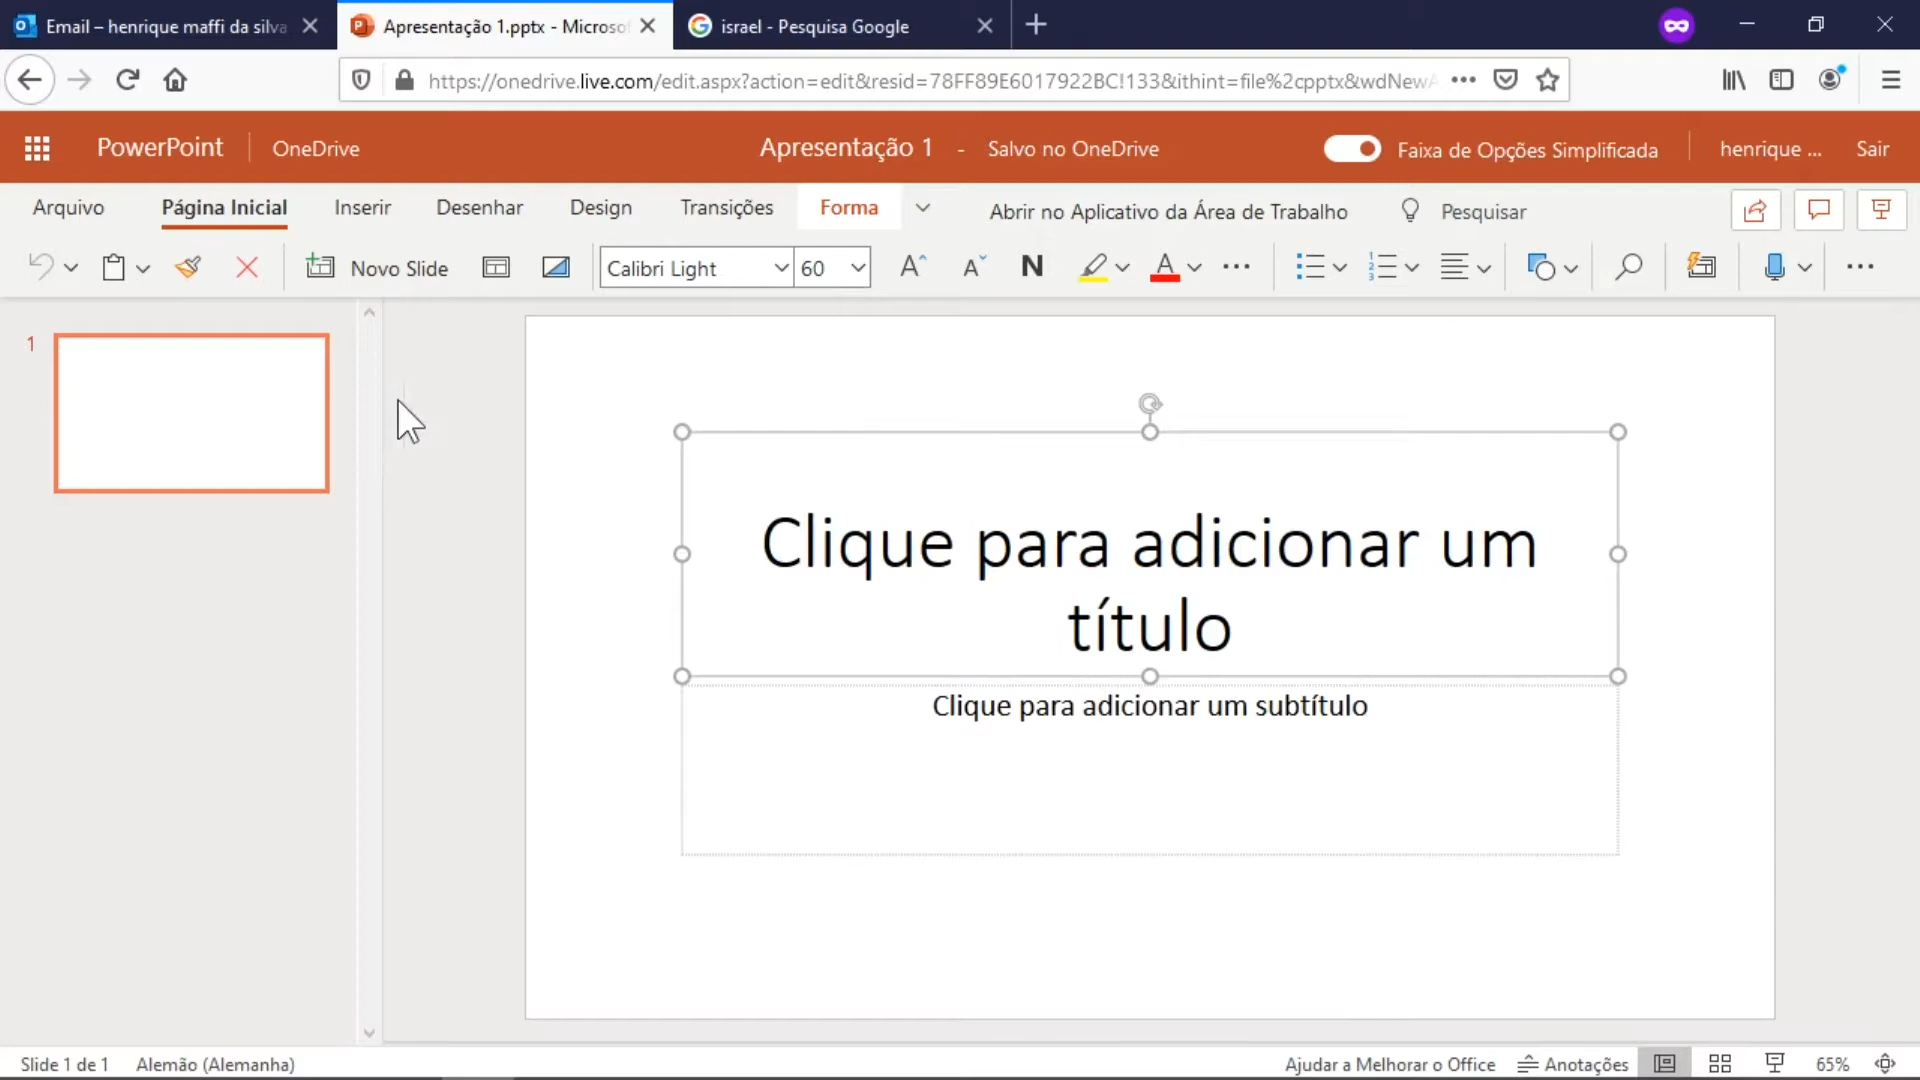 Email – henrique maffi da silva
Apresentação 1.pptx - Microsof
israel - Pesquisa Google
https://onedrive.live.com/edit.aspx?action=edit&resid=78FF89E6017922BC!133&ithint=file%2cpptx&wdNewA
PowerPoint
OneDrive
Apresentação 1 - Salvo no OneDrive
Faixa de Opções Simplificada
henrique ...
Sair
Arquivo
Página Inicial
Inserir
Desenhar
Design
Transições
Forma
Abrir no Aplicativo da Área de Trabalho
Pesquisar
Novo Slide
Calibri Light
60
A
A
N
A
1
Clique para adicionar um
título
Clique para adicionar um subtítulo
Slide 1 de 1
Alemão (Alemanha)
Ajudar a Melhorar o Office
Anotações
65%